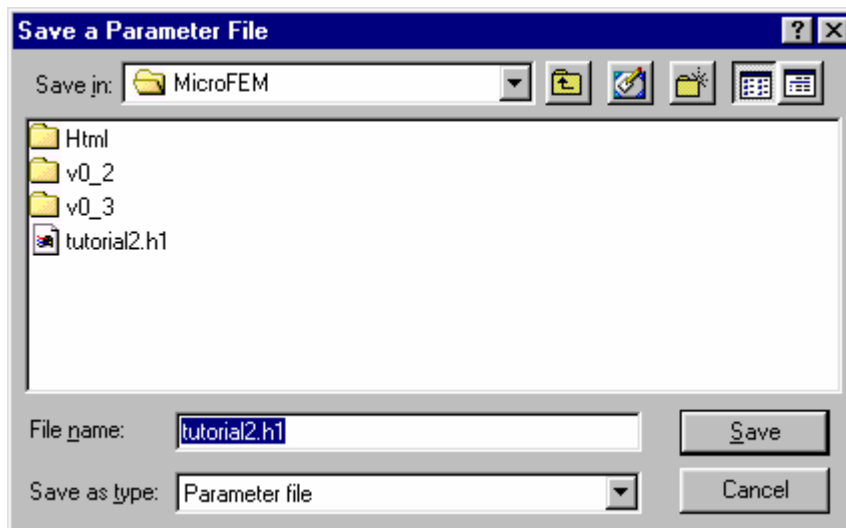 Save a Parameter File
Save in: MicroFEM
Html
v0_2
v0_3
tutorial2.h1
File name: tutorial2.h1 Save
Save as type: Parameter file Cancel